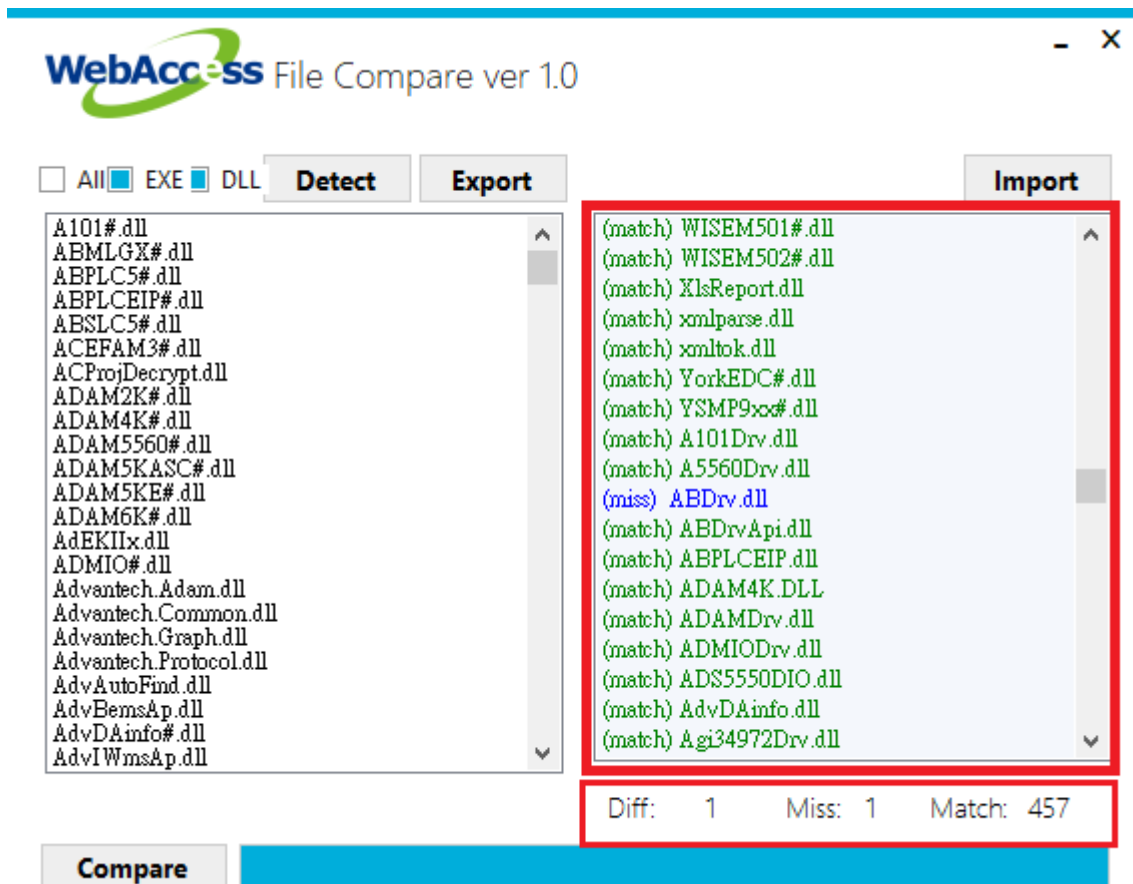 WebAccess File Compare ver 1.0
All EXE DLL Detect Export Import
A101#.dll
ABMLGX#.dll
ABPLC5#.dll
ABPLCEIP#.dll
ABSLC5#.dll
ACEFAM3#.dll
ACProjDecrypt.dll
ADAM2K#.dll
ADAM4K#.dll
ADAM5560#.dll
ADAM5KASC#.dll
ADAM5KE#.dll
ADAM6K#.dll
AdEKIIx.dll
ADMIO#.dll
Advantech.Adam.dll
Advantech.Common.dll
Advantech.Graph.dll
Advantech.Protocol.dll
AdvAutoFind.dll
AdvBemsAp.dll
AdvDAinfo#.dll
AdvIWmsAp.dll
(match) WISEM501#.dll
(match) WISEM502#.dll
(match) XlsReport.dll
(match) xmlparse.dll
(match) xmltok.dll
(match) YorkEDC#.dll
(match) YSMP9xx#.dll
(match) A101Drv.dll
(match) A5560Drv.dll
(miss) ABDrv.dll
(match) ABDrvApi.dll
(match) ABPLCEIP.dll
(match) ADAM4K.DLL
(match) ADAMDrv.dll
(match) ADMIODrv.dll
(match) ADS5550DIO.dll
(match) AdvDAinfo.dll
(match) Agi34972Drv.dll
Diff: 1 Miss: 1 Match: 457
Compare